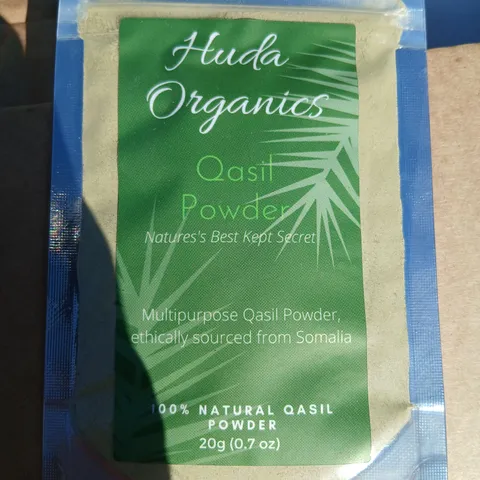 Huda
Organics
Qasil
Powder
Natures's Best Kept Secret
Multipurpose Qasil Powder,
ethically sourced from Somalia
100% NATURAL QASIL
POWDER
20g (0.7 oz)